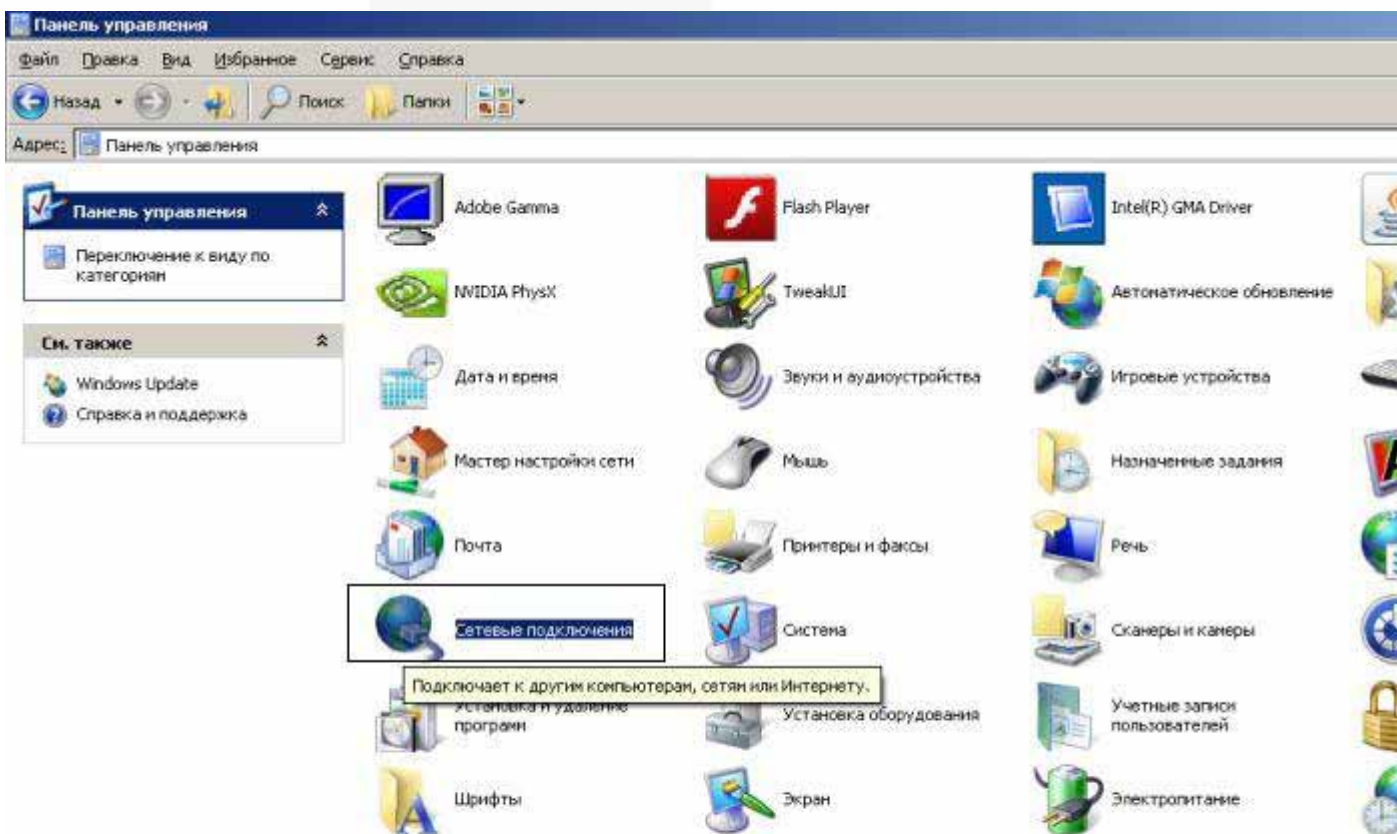 Панель управления
Файл Правка Вид Избранное Сервис Справка
Назад Поиск Папки
Адрес: Панель управления
Панель управления
Переключение к виду по
категориям
См. также
Windows Update
Справка и поддержка
Adobe Gamma
Flash Player
Intel(R) GMA Driver
NVIDIA PhysX
TweakUI
Автоматическое обновление
Дата и время
Звуки и аудиоустройства
Игровые устройства
Мастер настройки сети
Мышь
Назначенные задания
Почта
Принтеры и факсы
Речь
Сетевые подключения
Система
Сканеры и камеры
Подключает к другим компьютерам, сетям или Интернету.
Установка и удаление
программ
Установка оборудования
Учетные записи
пользователей
Шрифты
Экран
Электропитание